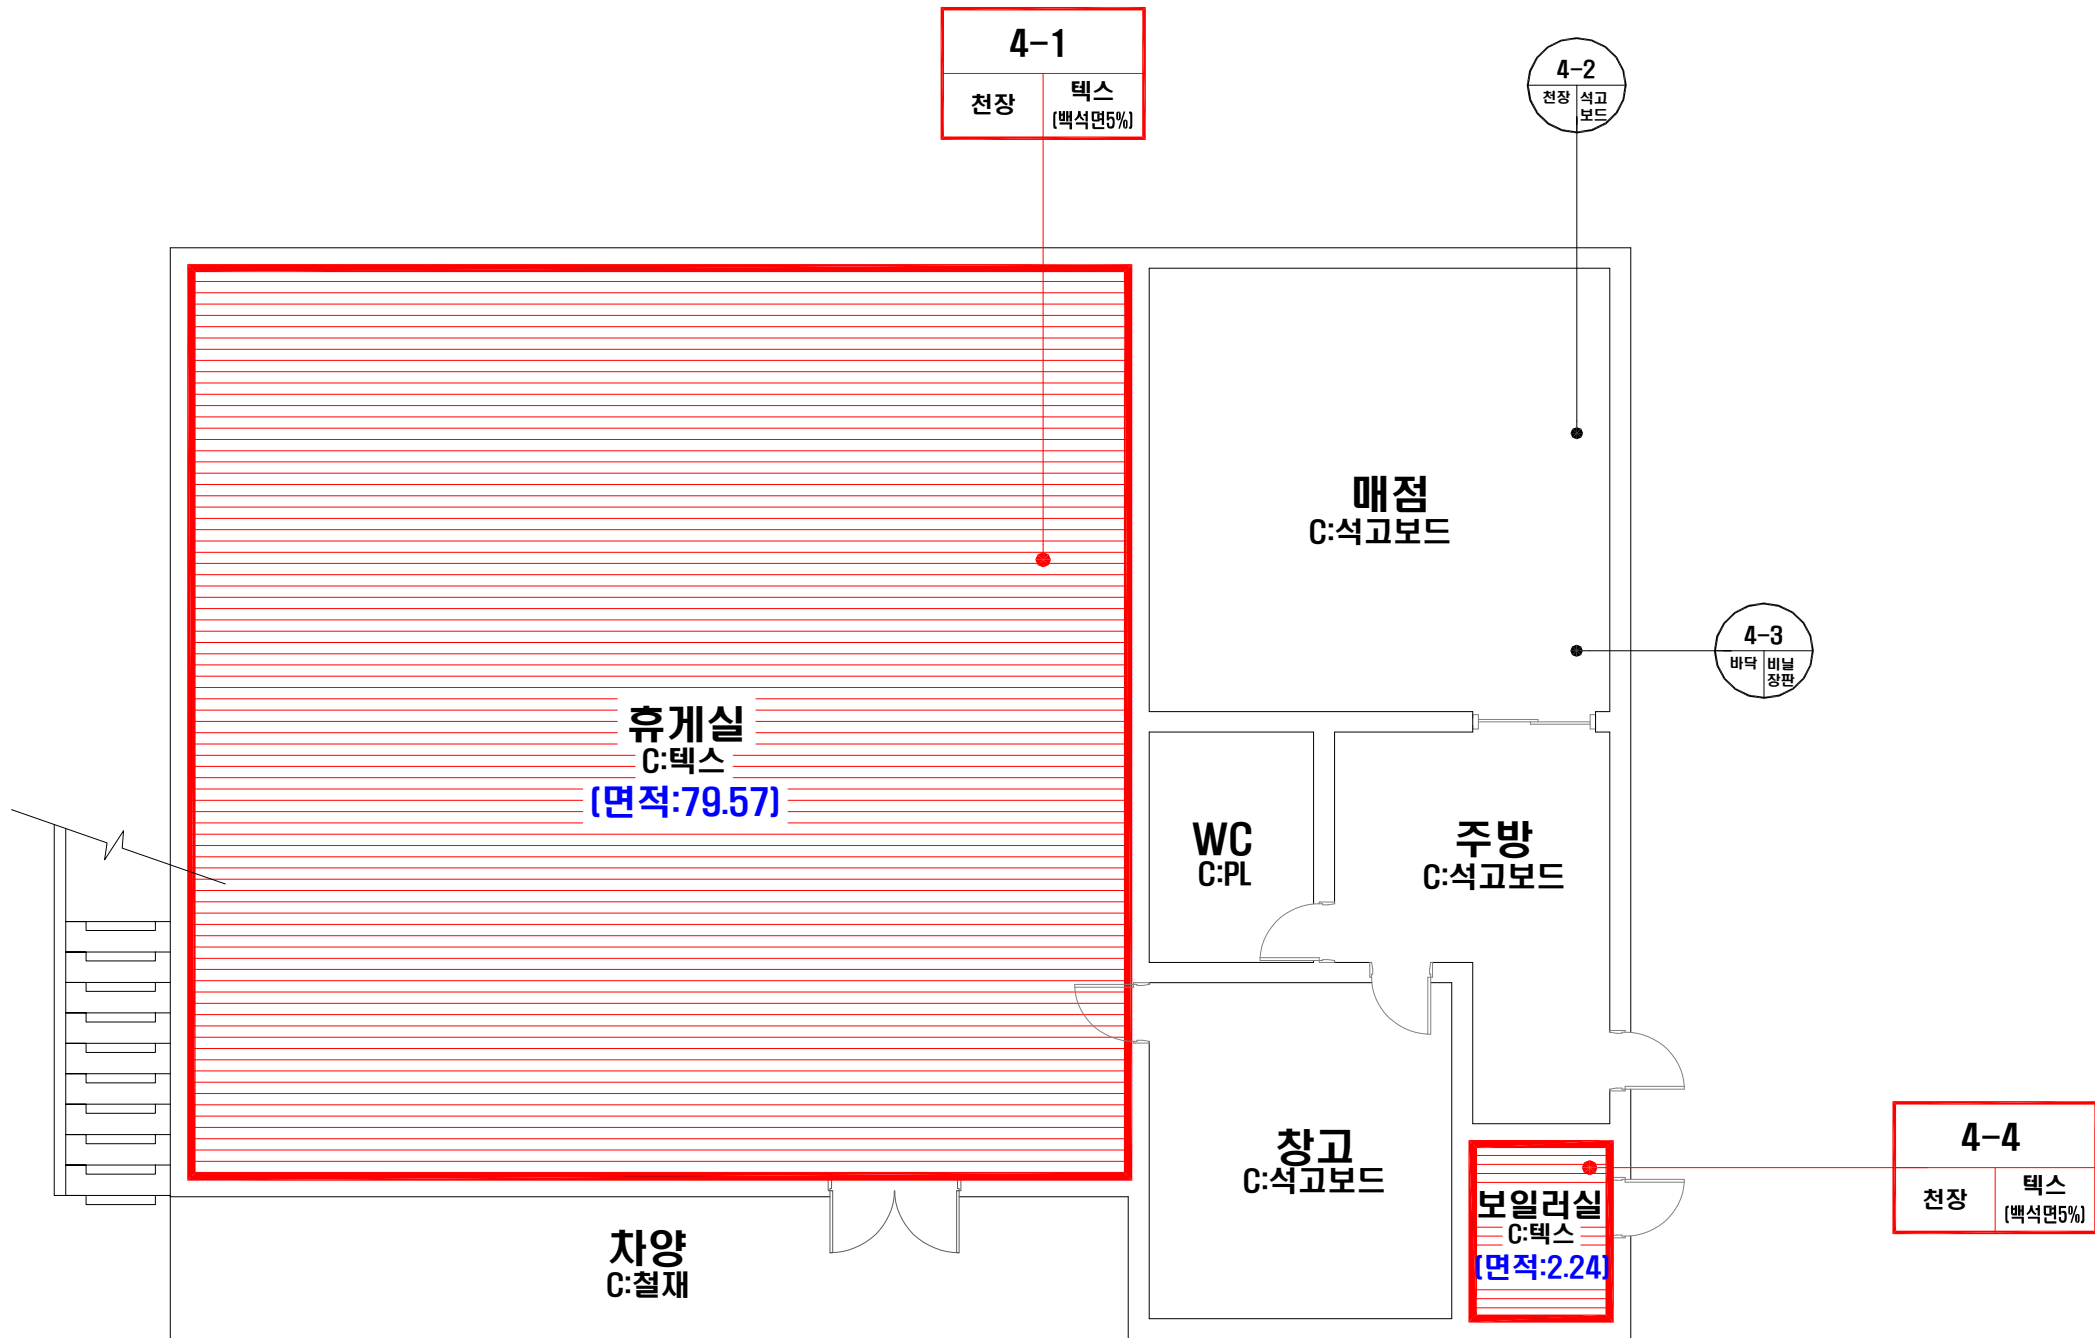 4-1
천장
텍스
(백석면5%)
4-2
천장
석고
보드
매점
C:석고보드
4-3
바닥
비닐
장판
휴게실
C:텍스
(면적:79.57)
WC
C:PL
주방
C:석고보드
창고
C:석고보드
4-4
천장
텍스
(백석면5%)
보일러실
C:텍스
(면적:2.24)
차양
C:철재